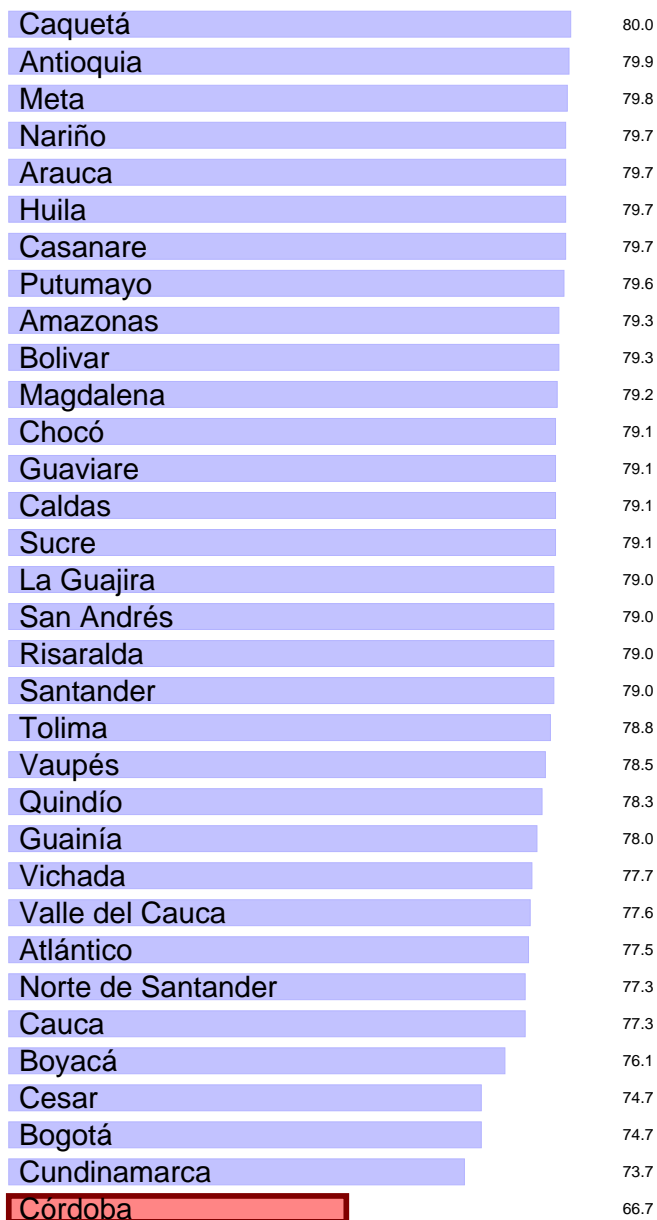 Caquetá 80.0
Antioquia 79.9
Meta 79.8
Nariño 79.7
Arauca 79.7
Huila 79.7
Casanare 79.7
Putumayo 79.6
Amazonas 79.3
Bolivar 79.3
Magdalena 79.2
Chocó 79.1
Guaviare 79.1
Caldas 79.1
Sucre 79.1
La Guajira 79.0
San Andrés 79.0
Risaralda 79.0
Santander 79.0
Tolima 78.8
Vaupés 78.5
Quindío 78.3
Guainía 78.0
Vichada 77.7
Valle del Cauca 77.6
Atlántico 77.5
Norte de Santander 77.3
Cauca 77.3
Boyacá 76.1
Cesar 74.7
Bogotá 74.7
Cundinamarca 73.7
Córdoba 66.7